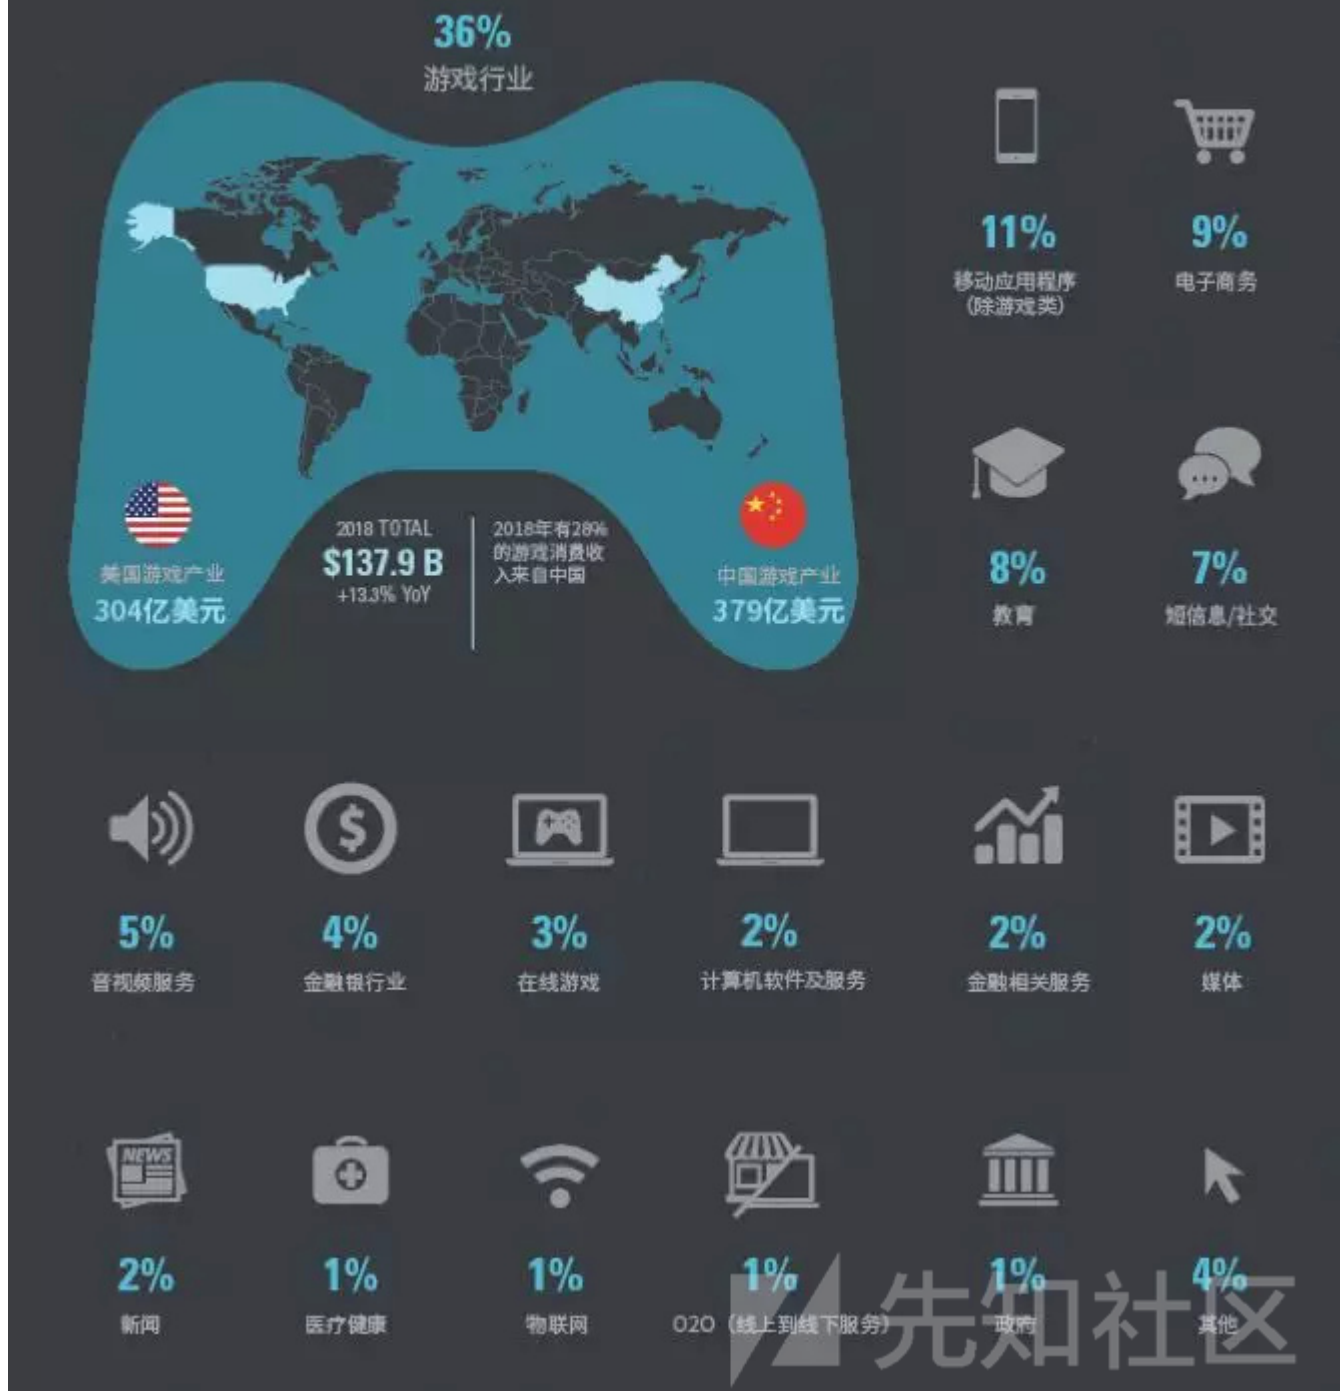 36%
游戏行业
11%
移动应用程序
(除游戏类)
9%
电子商务
美国游戏产业
304亿美元
2018 TOTAL
$137.9 B
+13.3% YoY
2018年有28%
的游戏消费收
入来自中国
中国游戏产业
379亿美元
8%
教育
7%
短信息/社交
5%
音视频服务
4%
金融银行业
3%
在线游戏
2%
计算机软件及服务
2%
金融相关服务
2%
媒体
NEWS
2%
新闻
1%
医疗健康
1%
物联网
1%
O2O（线上到线下服务）
1%
政府
4%
其他
先知社区